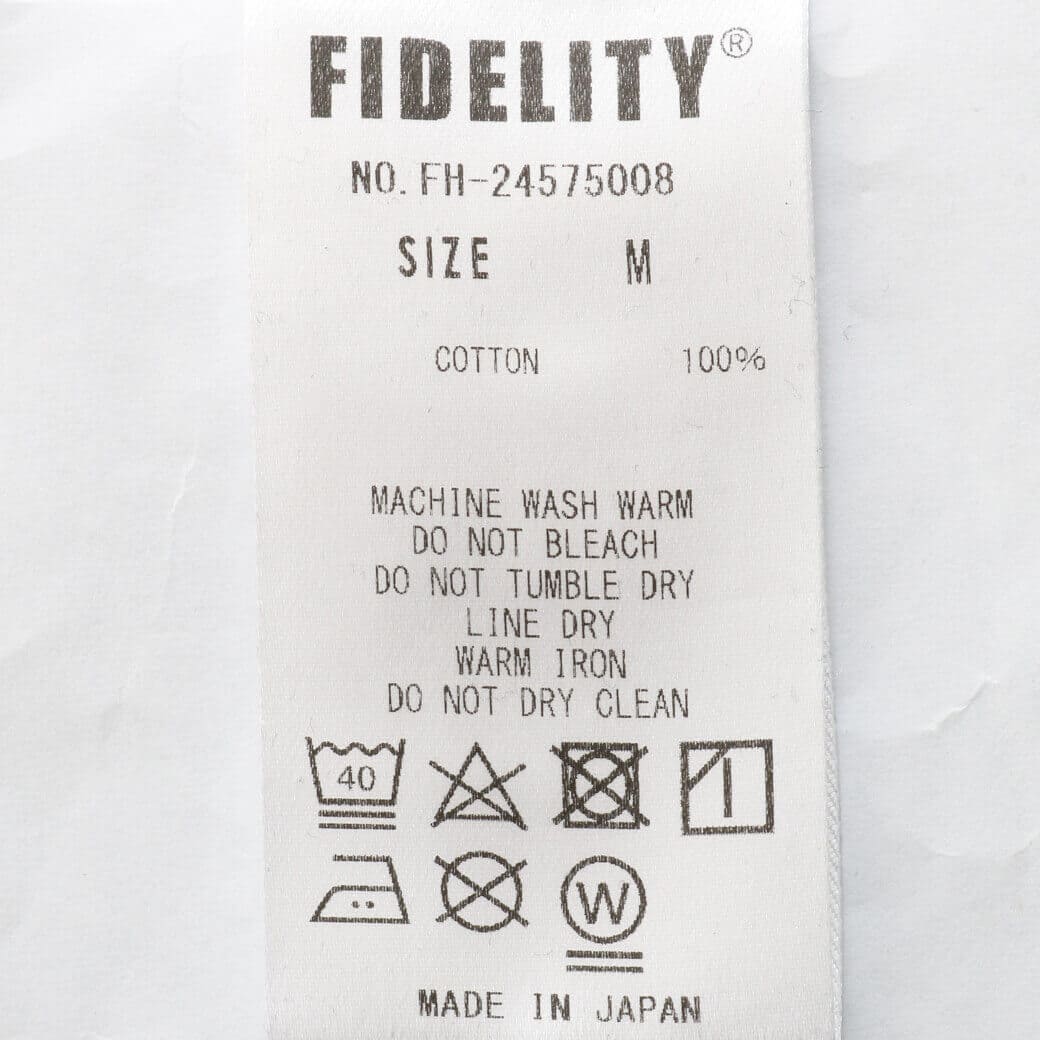 FIDELITY®
NO. FH-24575008
SIZE M
COTTON 100%
MACHINE WASH WARM
DO NOT BLEACH
DO NOT TUMBLE DRY
LINE DRY
WARM IRON
DO NOT DRY CLEAN
40
W
MADE IN JAPAN